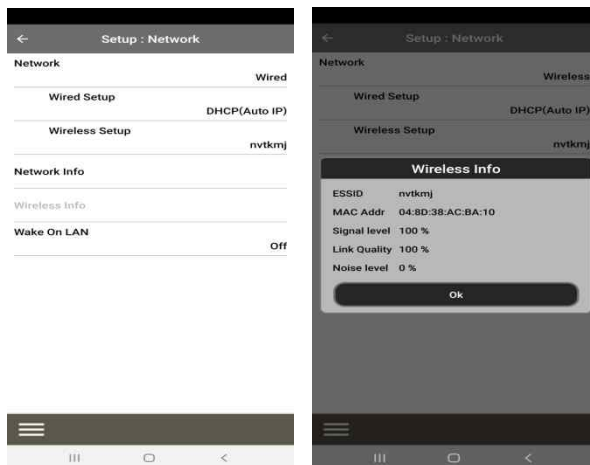 Setup : Network
Network
Wired
Wired Setup
DHCP(Auto IP)
Wireless Setup
nvtkmj
Network Info
Wireless Info
Wake On LAN
Off
Setup : Network
Network
Wireless
Wired Setup
DHCP(Auto IP)
Wireless Setup
nvtkmj
Wireless Info
ESSID nvtkmj
MAC Addr 04:8D:38:AC:BA:10
Signal level 100 %
Link Quality 100 %
Noise level 0 %
Ok